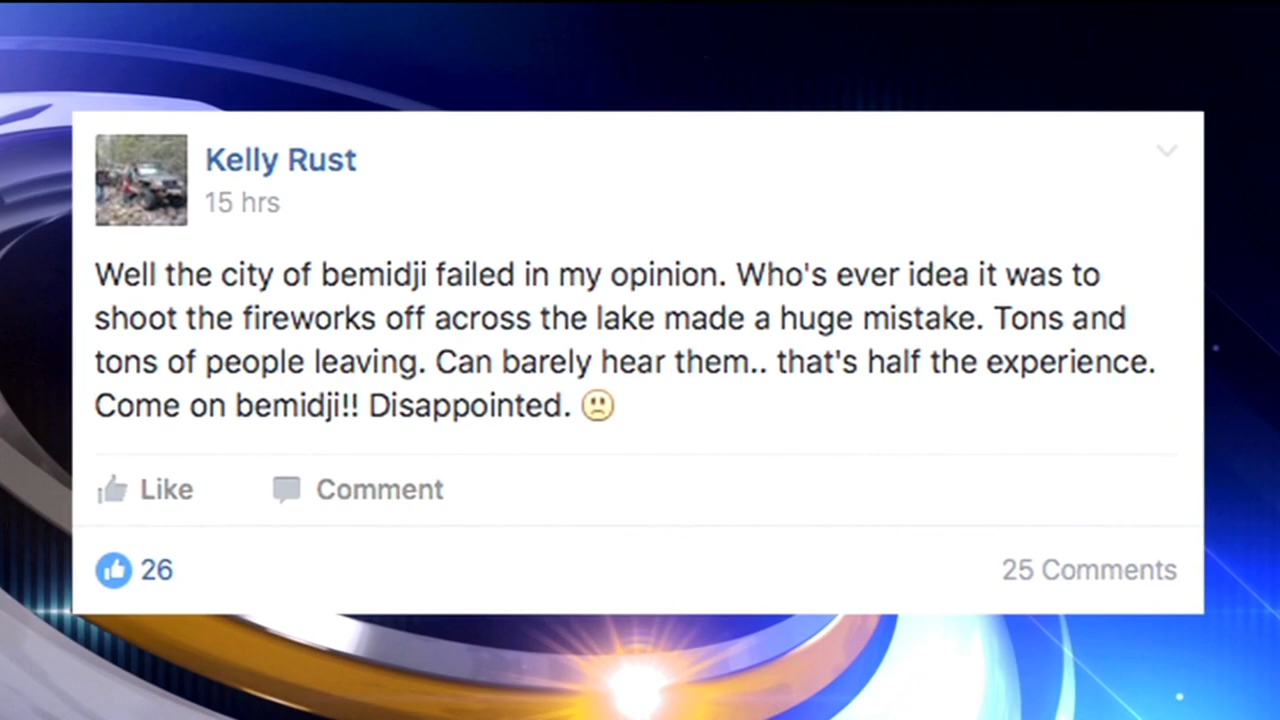 Kelly Rust
15 hrs
Well the city of bemidji failed in my opinion. Who's ever idea it was to
shoot the fireworks off across the lake made a huge mistake. Tons and
tons of people leaving. Can barely hear them.. that's half the experience.
Come on bemidji!! Disappointed. 🙁
Like Comment
26 25 Comments